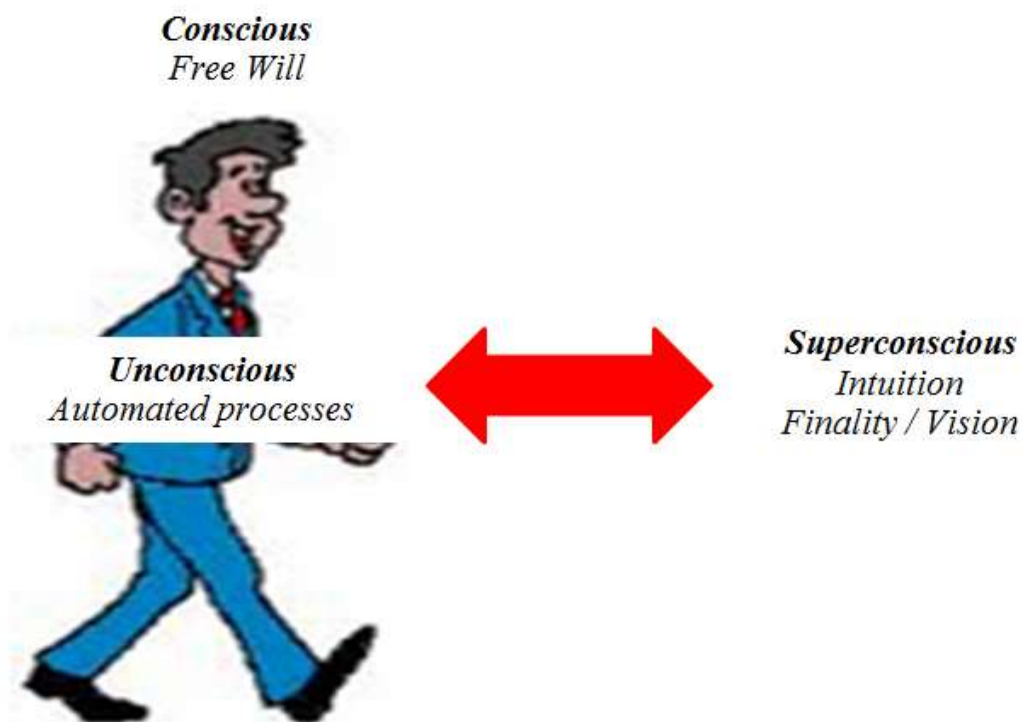 Conscious
Free Will
Unconscious
Automated processes
Superconscious
Intuition
Finality / Vision